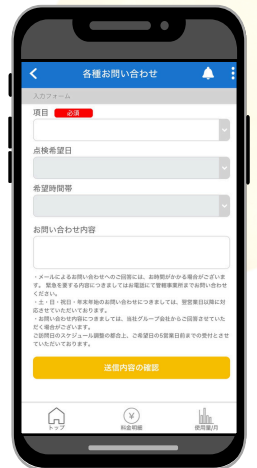 各種お問い合わせ
入力フォーム
項目 必須
点検希望日
希望時間帯
お問い合わせ内容
・メールによるお問い合わせへのご回答には、お時間がかかる場合がございま
す。 緊急を要する内容につきましてはお電話にて管轄事業所までお問い合わせ
ください。
・土・日・祝日・年末年始のお問い合わせにつきましては、翌営業日以降に対
応させていただいております。
・お問い合わせ内容につきましては、当社グループ会社からご回答させていた
だく場合がございます。
ご訪問日のスケジュール調整の都合上、ご希望日の5営業日前までの受付とさせ
ていただいております。
送信内容の確認
トップ
料金明細
使用量/月